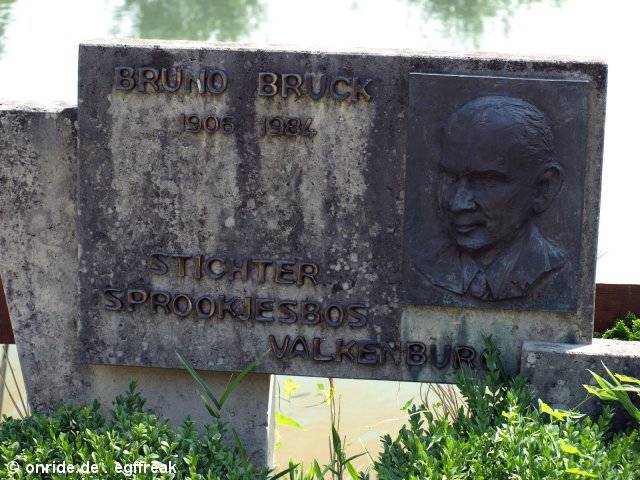 BRUNO BRUCK
1906 1984
STICHTER
SPROOKJESBOS
VALKENBURG
© onride.de . egffreak